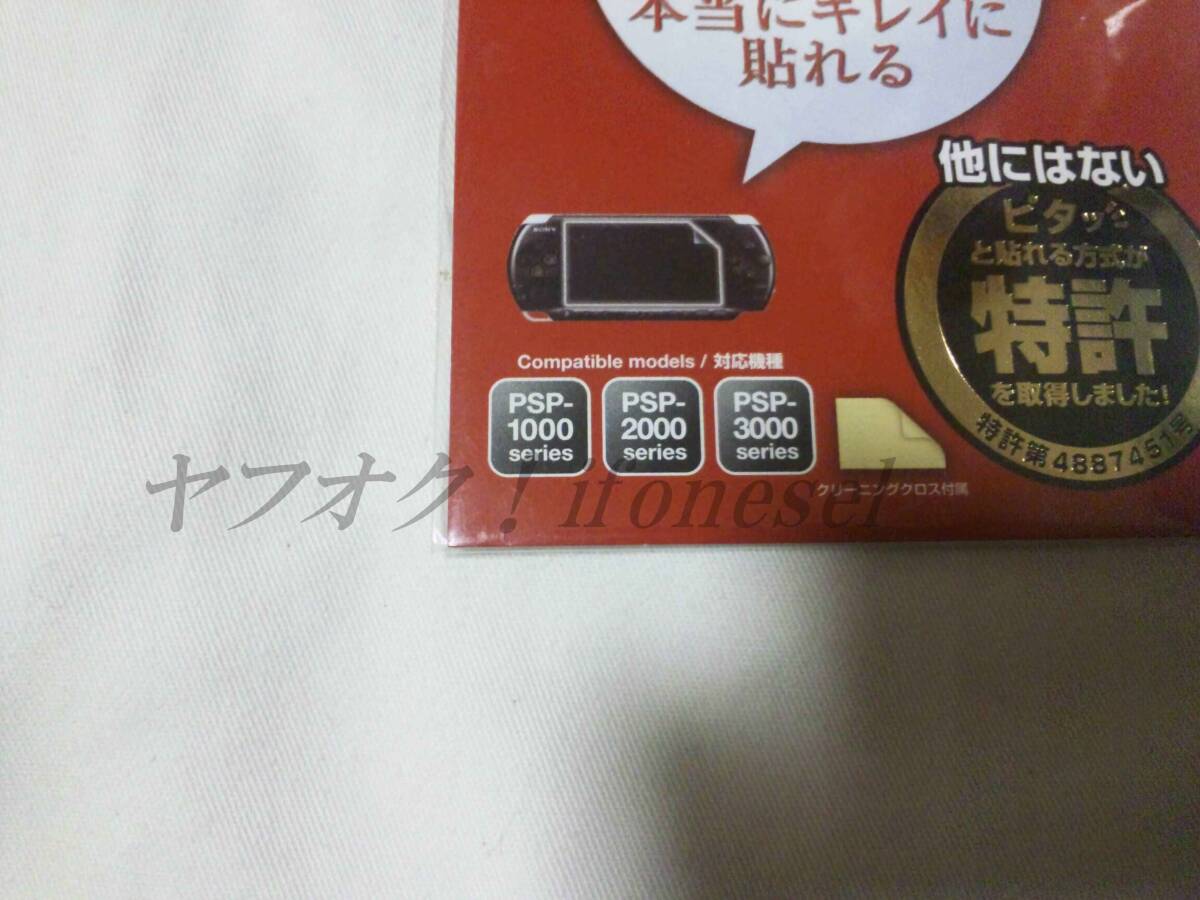 本当にキレイに
貼れる
他にはない
ピタッ
と貼れる方式が
特許
を取得しました!
特許第4887451号
SONY
Compatible models / 対応機種
PSP-
1000
series
PSP-
2000
series
PSP-
3000
series
クリーニングクロス付属
ヤフオク! ifonesel